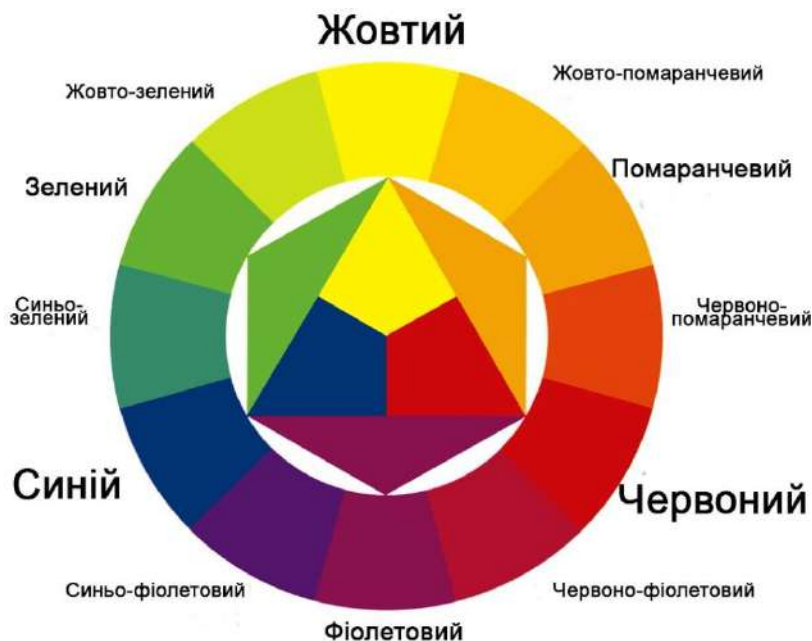 Жовтий
Жовто-зелений
Жовто-помаранчевий
Зелений
Помаранчевий
Синьо-
зелений
Червоно-
помаранчевий
Синій
Червоний
Синьо-фіолетовий
Червоно-фіолетовий
Фіолетовий